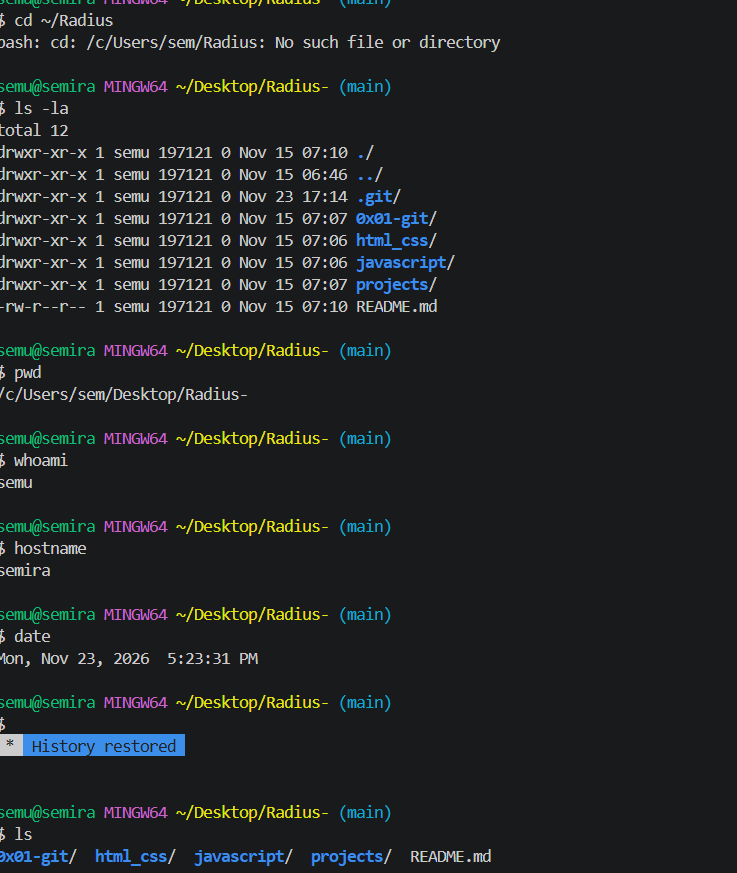 semu@semira MINGW64 ~/Desktop/Radius- (main)
$ cd ~/Radius
bash: cd: /c/Users/sem/Radius: No such file or directory
semu@semira MINGW64 ~/Desktop/Radius- (main)
$ ls -la
total 12
drwxr-xr-x 1 semu 197121 0 Nov 15 07:10 ./
drwxr-xr-x 1 semu 197121 0 Nov 15 06:46 ../
drwxr-xr-x 1 semu 197121 0 Nov 23 17:14 .git/
drwxr-xr-x 1 semu 197121 0 Nov 15 07:07 0x01-git/
drwxr-xr-x 1 semu 197121 0 Nov 15 07:06 html_css/
drwxr-xr-x 1 semu 197121 0 Nov 15 07:06 javascript/
drwxr-xr-x 1 semu 197121 0 Nov 15 07:07 projects/
-rw-r--r-- 1 semu 197121 0 Nov 15 07:10 README.md
semu@semira MINGW64 ~/Desktop/Radius- (main)
$ pwd
/c/Users/sem/Desktop/Radius-
semu@semira MINGW64 ~/Desktop/Radius- (main)
$ whoami
semu
semu@semira MINGW64 ~/Desktop/Radius- (main)
$ hostname
semira
semu@semira MINGW64 ~/Desktop/Radius- (main)
$ date
Mon, Nov 23, 2026  5:23:31 PM
semu@semira MINGW64 ~/Desktop/Radius- (main)
$
* History restored
semu@semira MINGW64 ~/Desktop/Radius- (main)
$ ls
0x01-git/  html_css/  javascript/  projects/  README.md